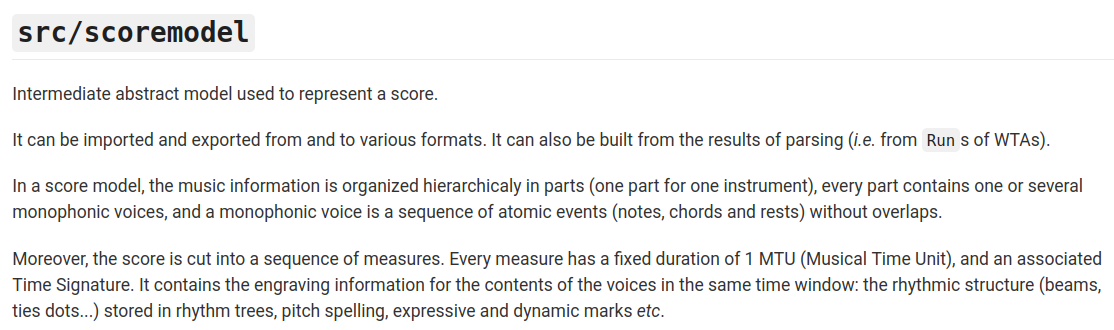 src/scoremodel
Intermediate abstract model used to represent a score.
It can be imported and exported from and to various formats. It can also be built from the results of parsing (i.e. from Run s of WTAs).
In a score model, the music information is organized hierarchicaly in parts (one part for one instrument), every part contains one or several
monophonic voices, and a monophonic voice is a sequence of atomic events (notes, chords and rests) without overlaps.
Moreover, the score is cut into a sequence of measures. Every measure has a fixed duration of 1 MTU (Musical Time Unit), and an associated
Time Signature. It contains the engraving information for the contents of the voices in the same time window: the rhythmic structure (beams,
ties dots...) stored in rhythm trees, pitch spelling, expressive and dynamic marks etc.